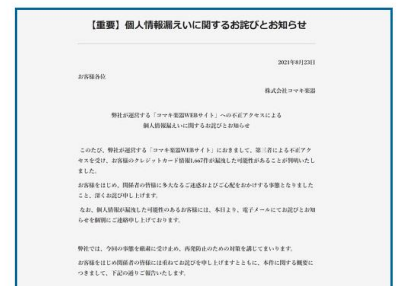 【重要】個人情報漏えいに関するお詫びとお知らせ
2021年8月23日
お客様各位
株式会社コマキ楽器
弊社が運営する「コマキ楽器WEBサイト」への不正アクセスによる
個人情報漏えいに関するお詫びとお知らせ
このたび、弊社が運営する「コマキ楽器WEBサイト」におきまして、第三者による不正アク
セスを受け、お客様のクレジットカード情報1,667件が漏洩した可能性があることが判明いたし
ました。
お客様をはじめ、関係者の皆様に多大なるご迷惑およびご心配をおかけする事態となりました
こと、深くお詫び申し上げます。
なお、個人情報が漏洩した可能性のあるお客様には、本日より、電子メールにてお詫びとお知
らせを個別にご連絡申し上げております。
弊社では、今回の事態を厳粛に受け止め、再発防止のための対策を講じてまいります。
お客様をはじめ関係者の皆様には重ねてお詫びを申し上げますとともに、本件に関する概要に
つきまして、下記の通りご報告いたします。